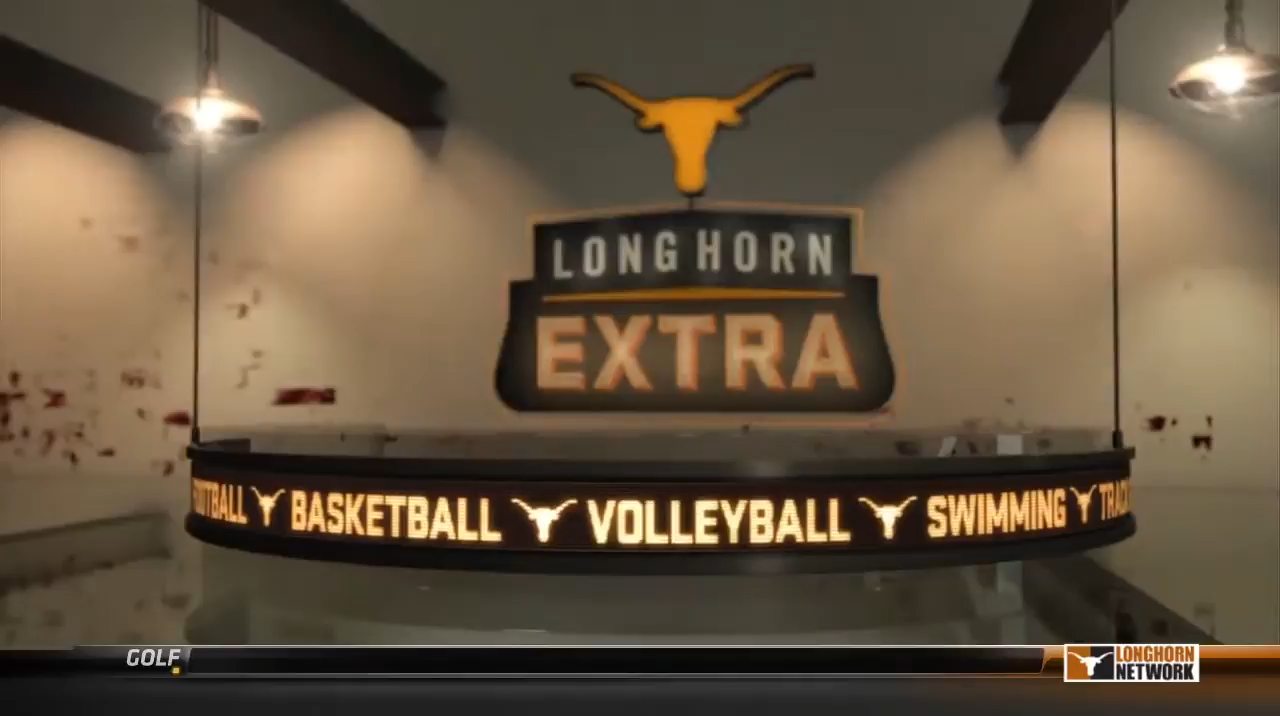 LONGHORN
EXTRA
BASKETBALL VOLLEYBALL SWIMMING
GOLF
LONGHORN
NETWORK